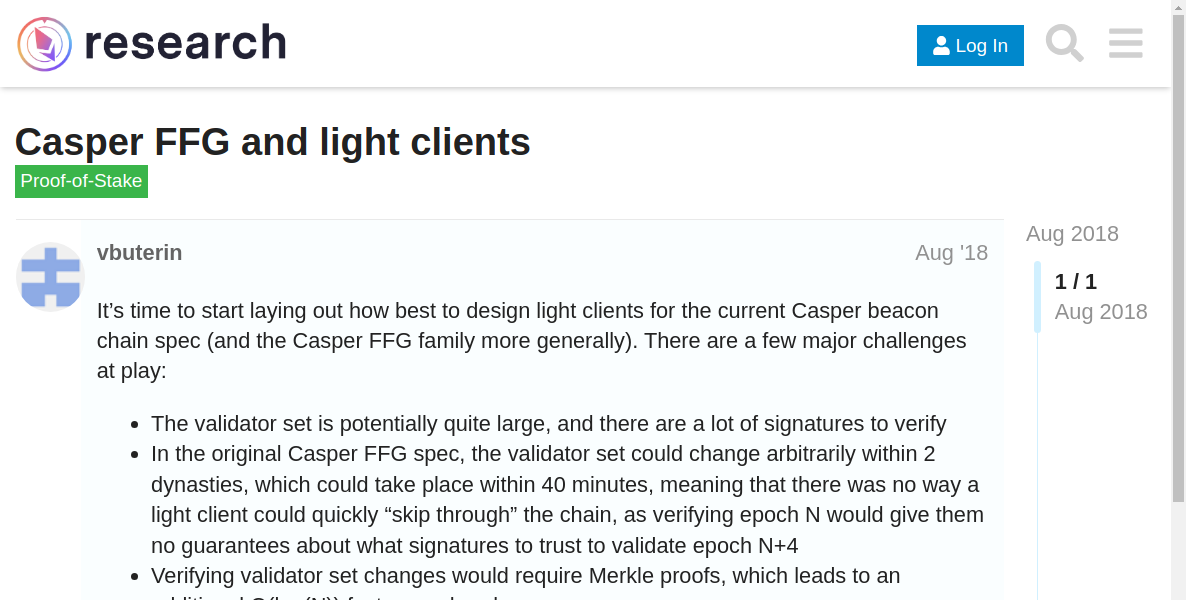 research
Log In
Casper FFG and light clients
Proof-of-Stake
vbuterin
Aug '18
Aug 2018
1 / 1
Aug 2018
It’s time to start laying out how best to design light clients for the current Casper beacon
chain spec (and the Casper FFG family more generally). There are a few major challenges
at play:
• The validator set is potentially quite large, and there are a lot of signatures to verify
• In the original Casper FFG spec, the validator set could change arbitrarily within 2
dynasties, which could take place within 40 minutes, meaning that there was no way a
light client could quickly “skip through” the chain, as verifying epoch N would give them
no guarantees about what signatures to trust to validate epoch N+4
• Verifying validator set changes would require Merkle proofs, which leads to an